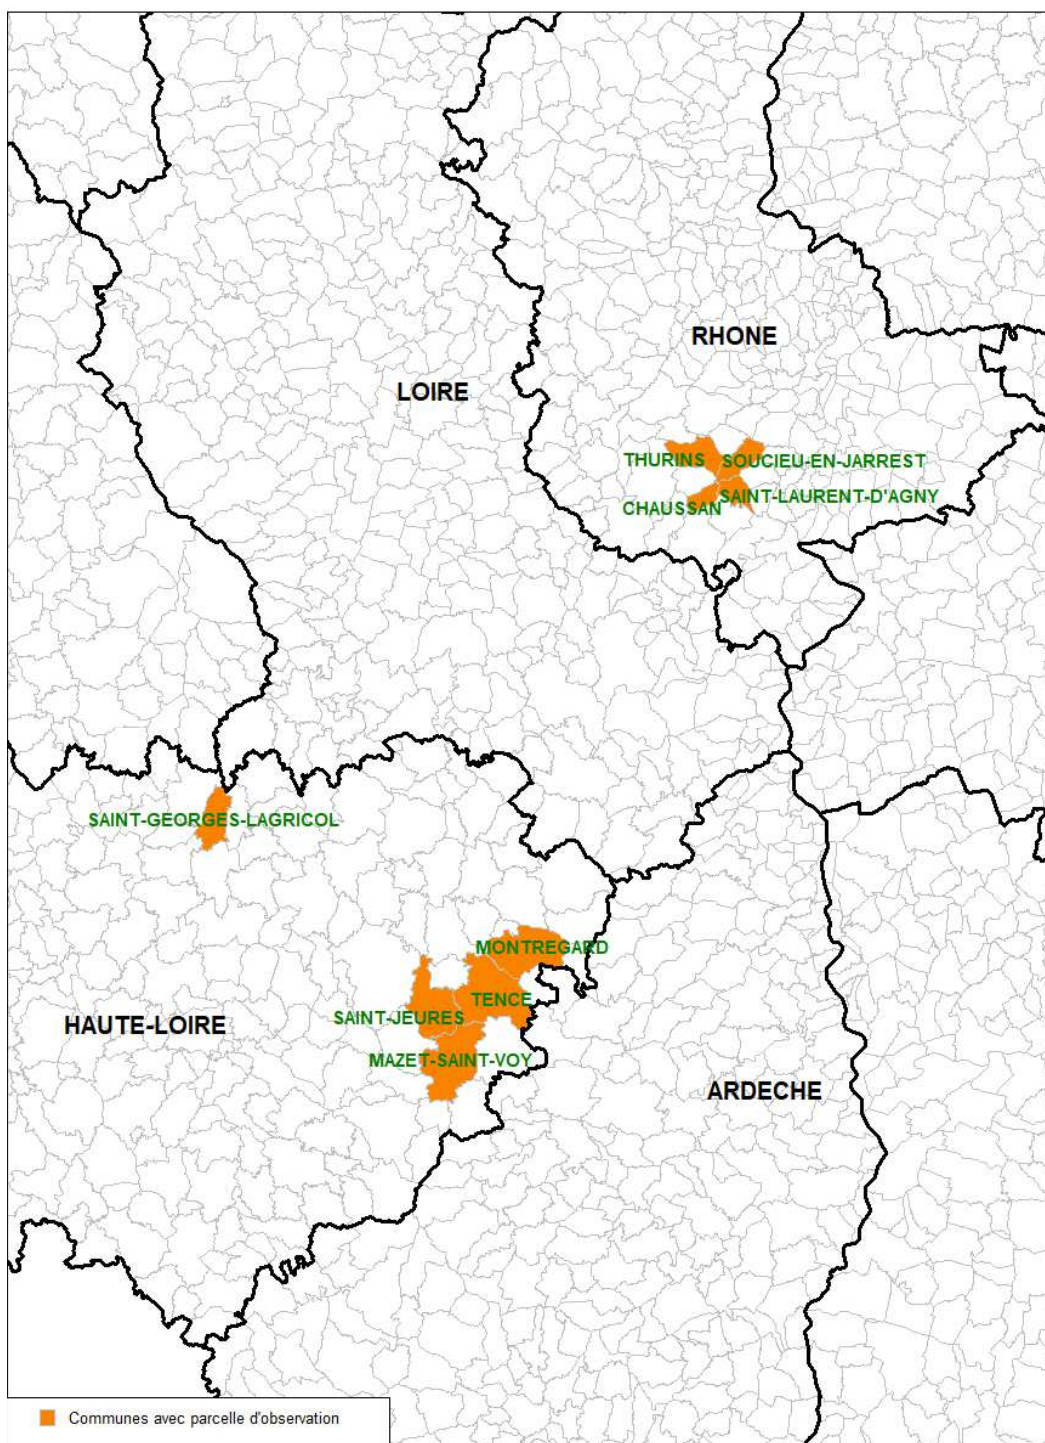 RHONE
LOIRE
THURINS
SOUCIEU-EN-JARREST
SAINT-LAURENT-D'AGNY
CHAUSSAN
SAINT-GEORGES-LAGRICOL
MONTREGARD
TENCE
SAINT-JEURES
HAUTE-LOIRE
MAZET-SAINT-VOY
ARDECHE
Communes avec parcelle d'observation